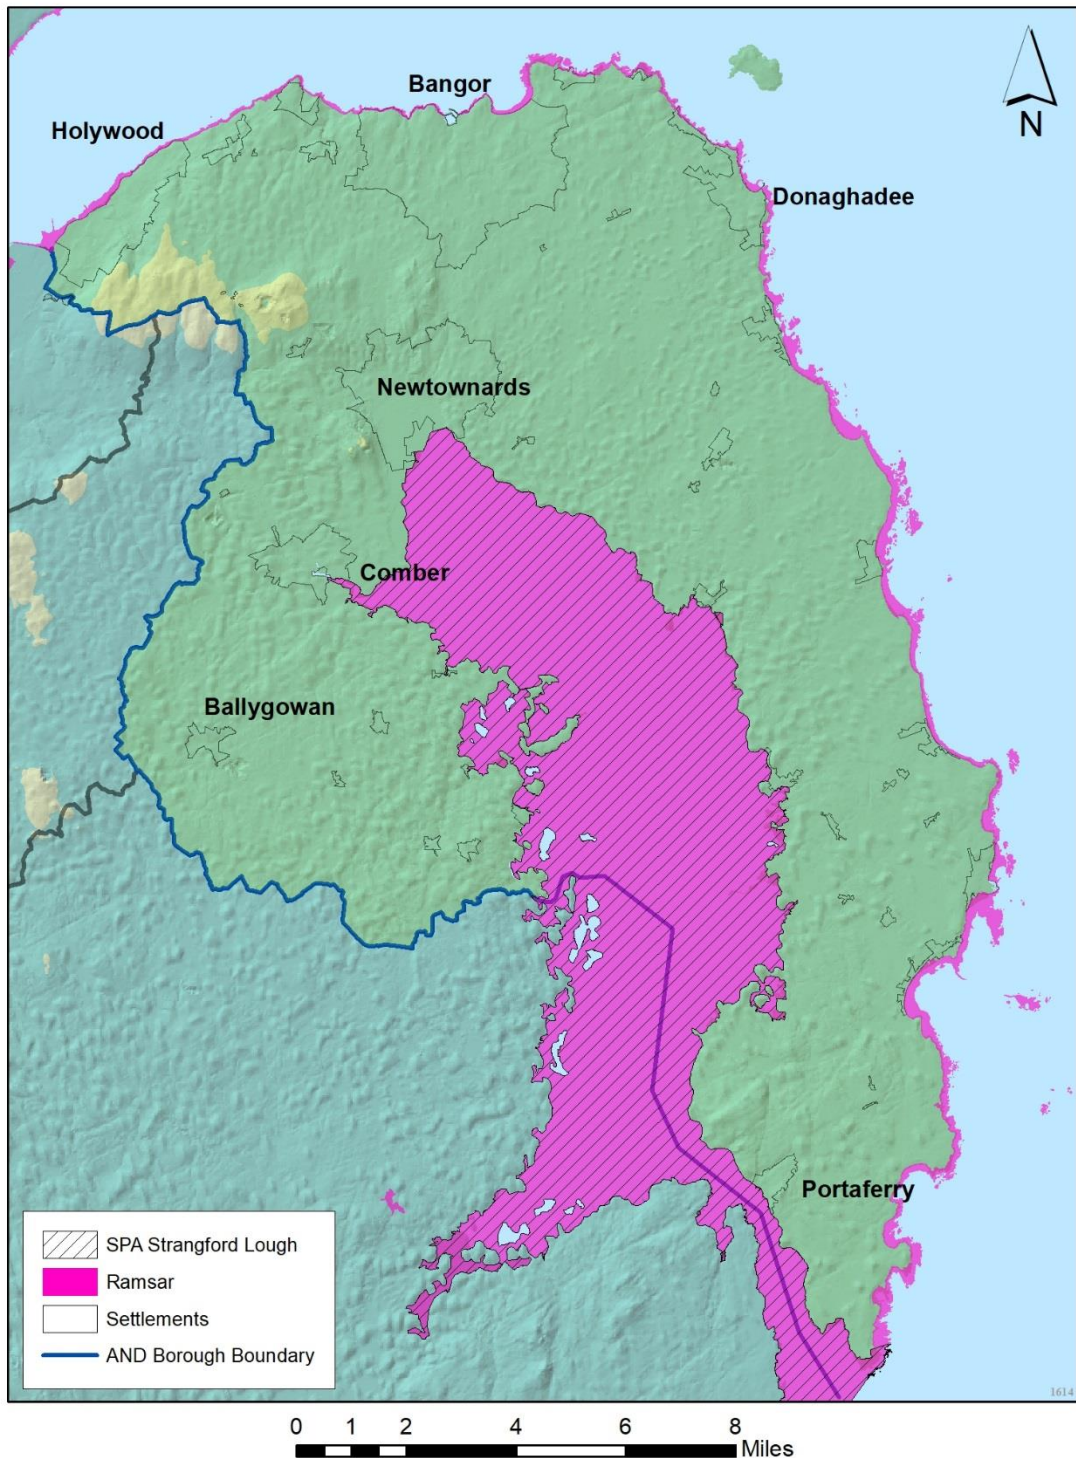 Bangor
Holywood
N
Donaghadee
Newtownards
Comber
Ballygowan
Portaferry
SPA Strangford Lough
Ramsar
Settlements
AND Borough Boundary
1614
0 1 2 4 6 8
Miles